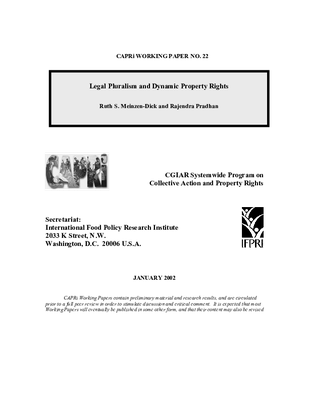 CAPRi WORKING PAPER NO. 22
Legal Pluralism and Dynamic Property Rights
Ruth S. Meinzen-Dick and Rajendra Pradhan
CGIAR Systemwide Program on
Collective Action and Property Rights
Secretariat:
International Food Policy Research Institute
2033 K Street, N.W.
Washington, D.C. 20006 U.S.A.
IFPRI
JANUARY 2002
CAPRi Working Papers contain preliminary material and research results, and are circulated
prior to a full peer review in order to stimulate discussion and critical comment. It is expected that most
Working Papers will eventually be published in some other form, and that their content may also be revised.